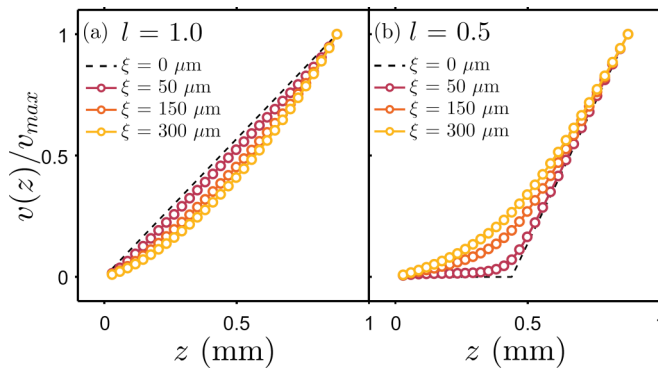 (a) l = 1.0
ξ = 0 μm
ξ = 50 μm
ξ = 150 μm
ξ = 300 μm
(b) l = 0.5
ξ = 0 μm
ξ = 50 μm
ξ = 150 μm
ξ = 300 μm
v(z)/v_max
1
0.5
0
0
0.5
1
0
0.5
1
z (mm)
z (mm)